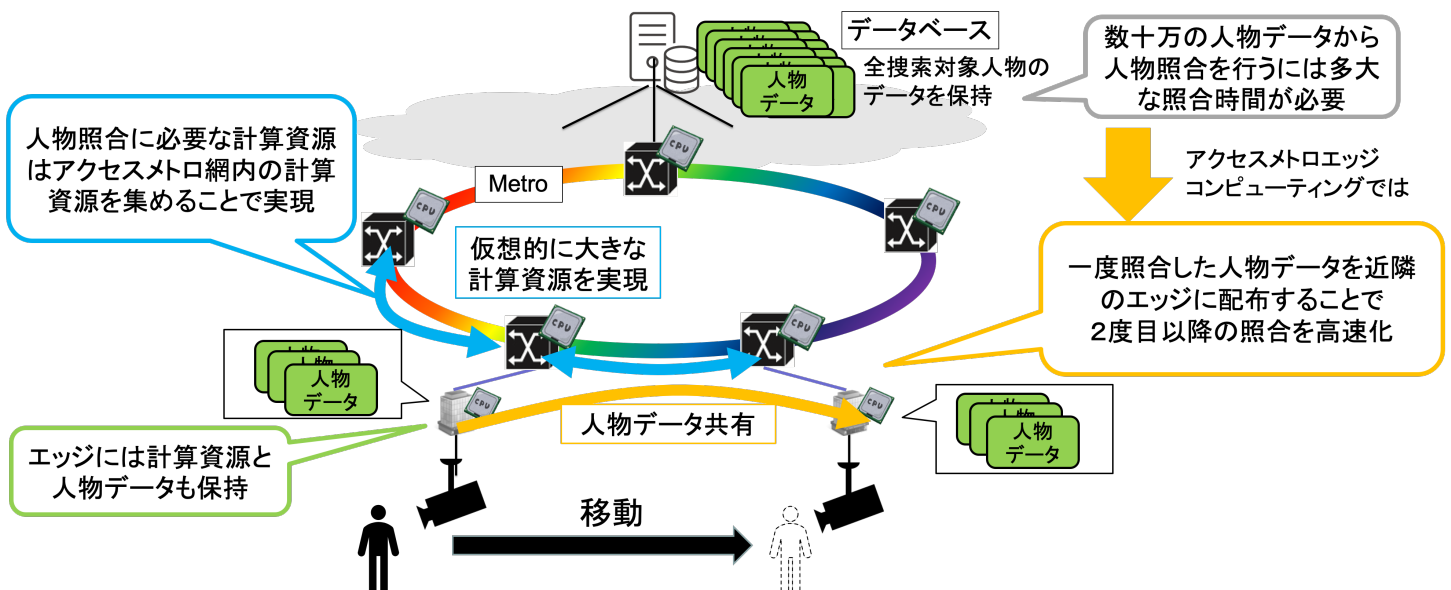 データベース
全捜索対象人物の
データを保持
人物
データ
数十万の人物データから
人物照合を行うには多大
な照合時間が必要
人物照合に必要な計算資源
はアクセスメトロ網内の計算
資源を集めることで実現
Metro
CPU
CPU
CPU
アクセスメトロエッジ
コンピューティングでは
仮想的に大きな
計算資源を実現
一度照合した人物データを近隣
のエッジに配布することで
２度目以降の照合を高速化
CPU
CPU
人物
データ
CPU
CPU
人物データ共有
人物
データ
エッジには計算資源と
人物データも保持
移動